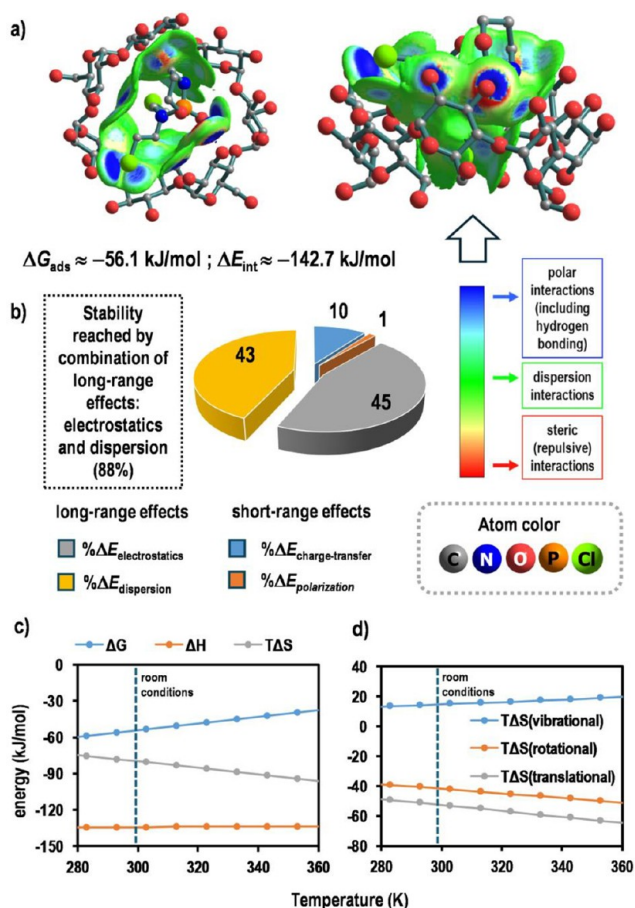 a)
ΔGads ≈ −56.1 kJ/mol ; ΔEint ≈ −142.7 kJ/mol
polar
interactions
(including
hydrogen
bonding)
dispersion
interactions
steric
(repulsive)
interactions
b)
Stability
reached by
combination of
long-range
effects:
electrostatics
and dispersion
(88%)
10
1
43
45
long-range effects
short-range effects
%ΔEelectrostatics
%ΔEcharge-transfer
%ΔEdispersion
%ΔEpolarization
Atom color
C N O P Cl
c)
ΔG ΔH TΔS
room
conditions
energy (kJ/mol)
0
-30
-60
-90
-120
-150
280 300 320 340 360
d)
room
conditions
TΔS(vibrational)
TΔS(rotational)
TΔS(translational)
40
20
0
-20
-40
-60
-80
280 300 320 340 360
Temperature (K)